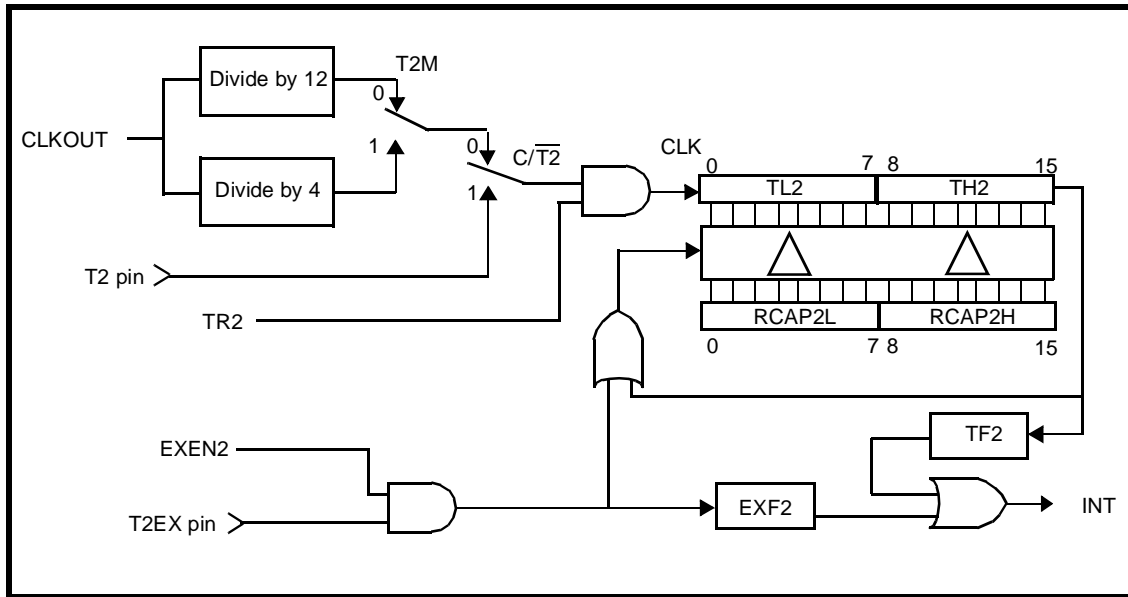 T2M
Divide by 12
0
CLKOUT
1
0
C/T2
CLK
0
7
8
15
TL2
TH2
Divide by 4
1
T2 pin
TR2
RCAP2L
RCAP2H
0
7
8
15
TF2
EXEN2
T2EX pin
EXF2
INT